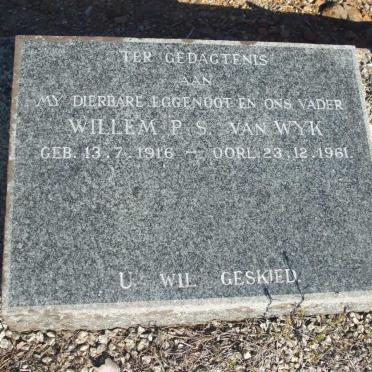 TER GEDAGTENIS
AAN
MY DIERBARE EGGENOOT EN ONS VADER
WILLEM P. S. VAN WYK
GEB. 13. 7. 1916 — OORL. 23. 12. 1961.
U WIL GESKIED